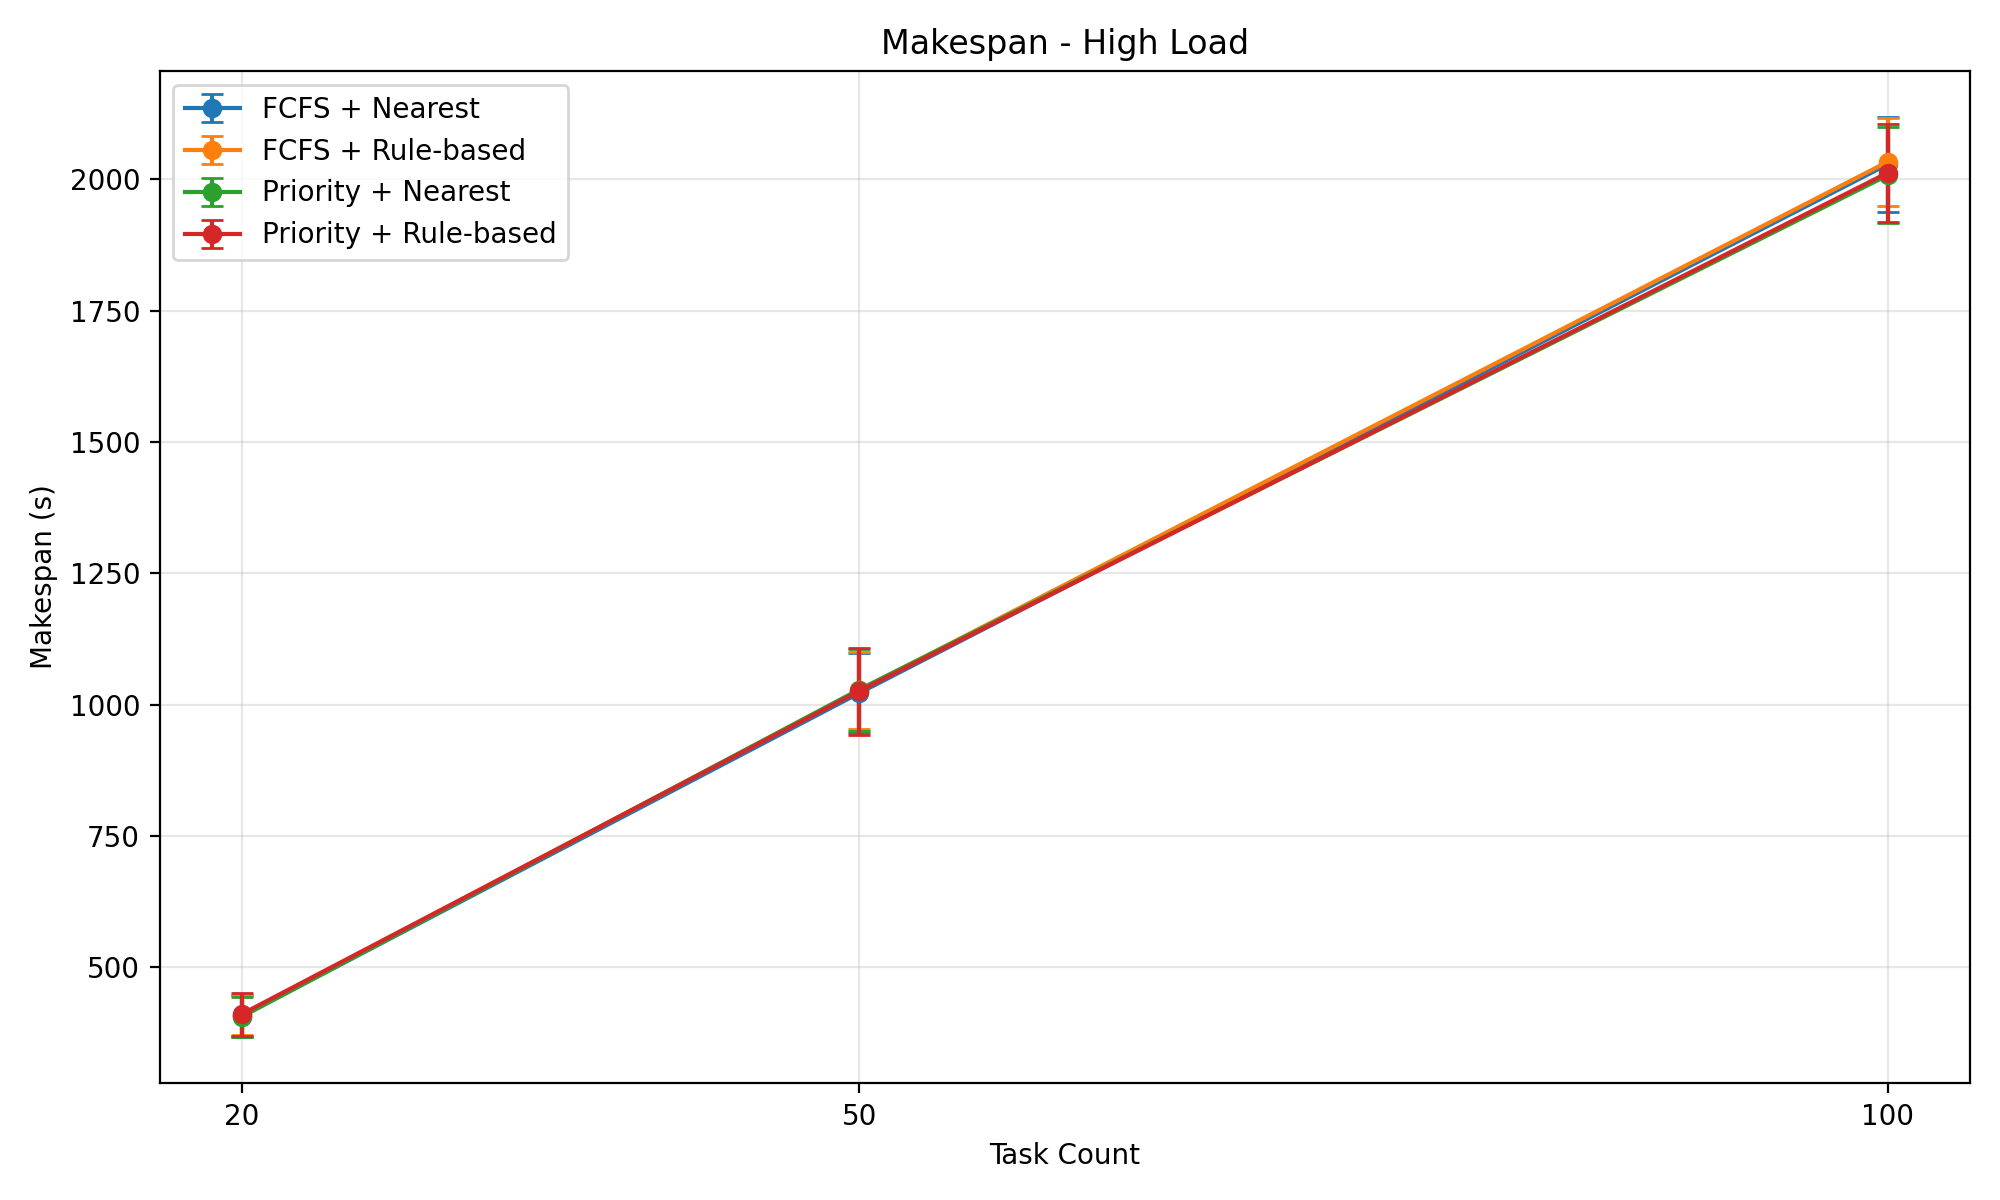 Makespan - High Load
FCFS + Nearest
FCFS + Rule-based
Priority + Nearest
Priority + Rule-based
Makespan (s)
2000
1750
1500
1250
1000
750
500
20
50
100
Task Count